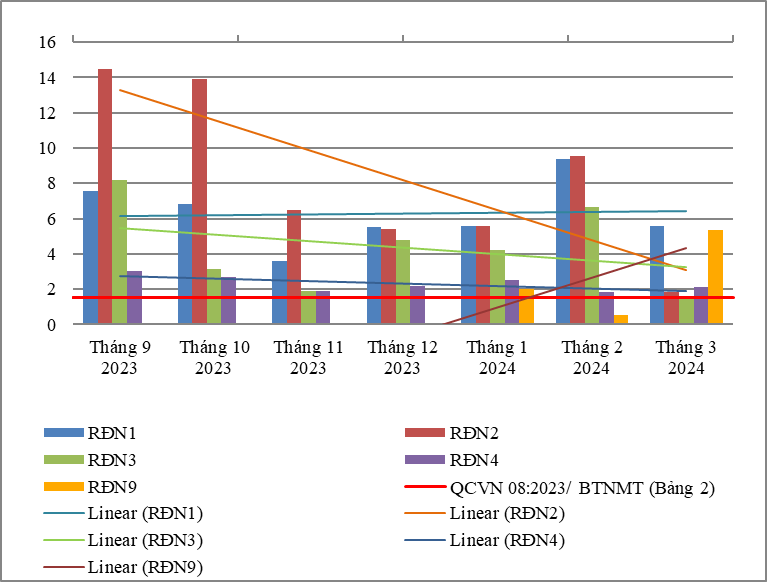 16
14
12
10
8
6
4
2
0
Tháng 9 Tháng 10 Tháng 11 Tháng 12 Tháng 1 Tháng 2 Tháng 3
2023 2023 2023 2023 2024 2024 2024
RĐN1 RĐN2
RĐN3 RĐN4
RĐN9 QCVN 08:2023/ BTNMT (Bảng 2)
Linear (RĐN1) Linear (RĐN2)
Linear (RĐN3) Linear (RĐN4)
Linear (RĐN9)